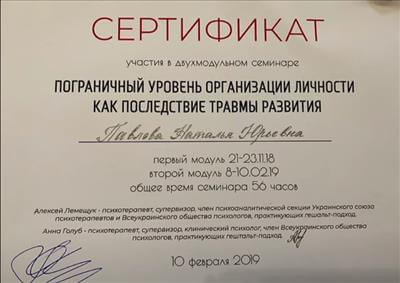 СЕРТИФИКАТ
участия в двухмодульном семинаре
ПОГРАНИЧНЫЙ УРОВЕНЬ ОРГАНИЗАЦИИ ЛИЧНОСТИ
КАК ПОСЛЕДСТВИЕ ТРАВМЫ РАЗВИТИЯ
Павлова Наталья Юрьевна
первый модуль 21-23.11.18
второй модуль 8-10.02.19
общее время семинара 56 часов
Алексей Лемещук - психотерапевт, супервизор, член психоаналитической секции Украинского союза
психотерапевтов и Всеукраинского общества психологов, практикующих гештальт-подход.
Анна Голуб - психотерапевт, супервизор, клинический психолог, член Всеукраинского общества
психологов, практикующих гештальт-подход.
10 февраля 2019